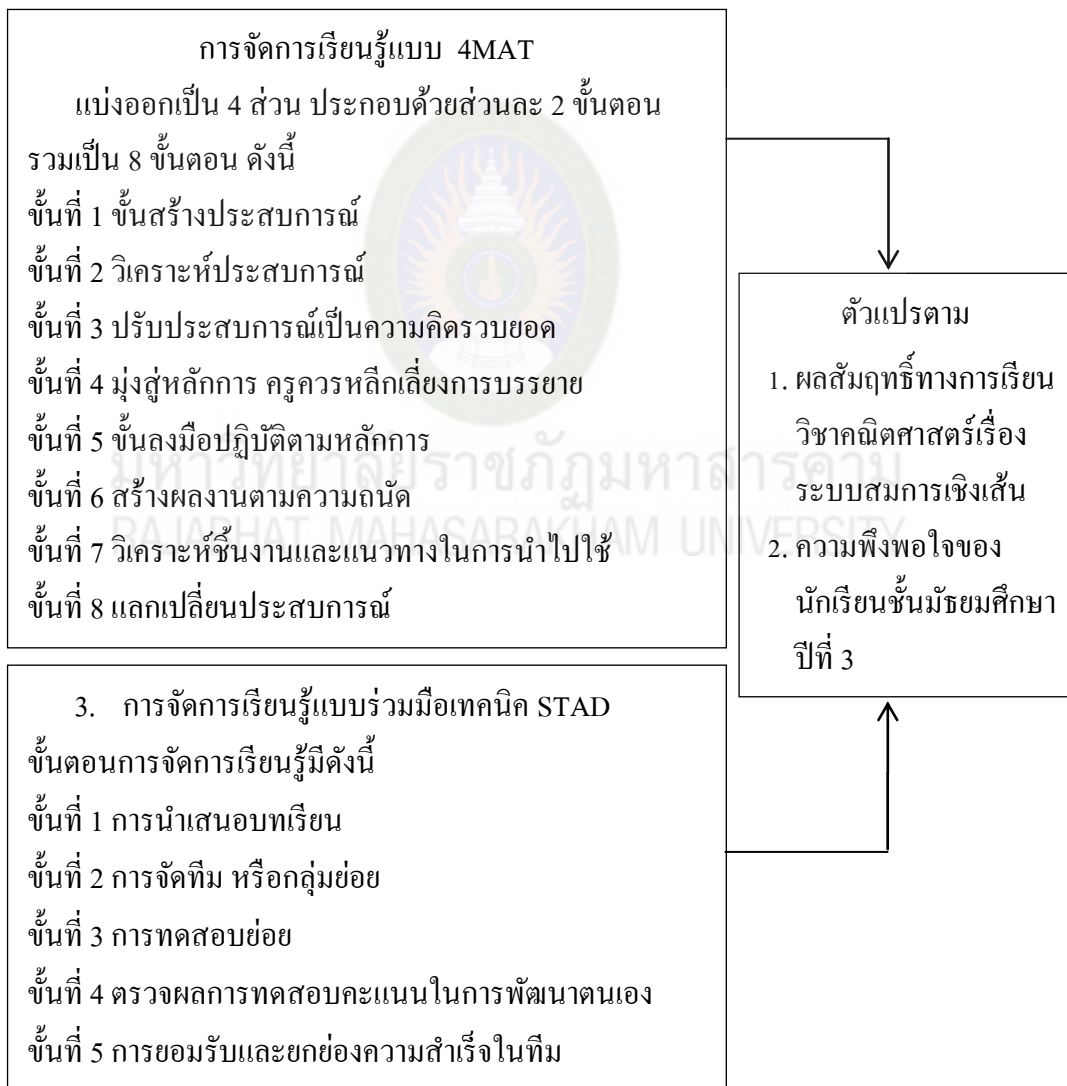 การจัดการเรียนรู้แบบ 4MAT
แบ่งออกเป็น 4 ส่วน ประกอบด้วยส่วนละ 2 ขั้นตอน
รวมเป็น 8 ขั้นตอน ดังนี้
ขั้นที่ 1 ขั้นสร้างประสบการณ์
ขั้นที่ 2 วิเคราะห์ประสบการณ์
ขั้นที่ 3 ปรับประสบการณ์เป็นความคิดรวบยอด
ขั้นที่ 4 มุ่งสู่หลักการ ครูควรหลีกเลี่ยงการบรรยาย
ขั้นที่ 5 ขั้นลงมือปฏิบัติตามหลักการ
ขั้นที่ 6 สร้างผลงานตามความถนัด
ขั้นที่ 7 วิเคราะห์ชิ้นงานและแนวทางในการนำไปใช้
ขั้นที่ 8 แลกเปลี่ยนประสบการณ์
มหาวิทยาลัยราชภัฏมหาสารคาม
RAJABHAT MAHASARAKHAM UNIVERSITY
ตัวแปรตาม
1. ผลสัมฤทธิ์ทางการเรียน
วิชาคณิตศาสตร์เรื่อง
ระบบสมการเชิงเส้น
2. ความพึงพอใจของ
นักเรียนชั้นมัธยมศึกษา
ปีที่ 3
3. การจัดการเรียนรู้แบบร่วมมือเทคนิค STAD
ขั้นตอนการจัดการเรียนรู้มีดังนี้
ขั้นที่ 1 การนำเสนอบทเรียน
ขั้นที่ 2 การจัดทีม หรือกลุ่มย่อย
ขั้นที่ 3 การทดสอบย่อย
ขั้นที่ 4 ตรวจผลการทดสอบคะแนนในการพัฒนาตนเอง
ขั้นที่ 5 การยอมรับและยกย่องความสำเร็จในทีม